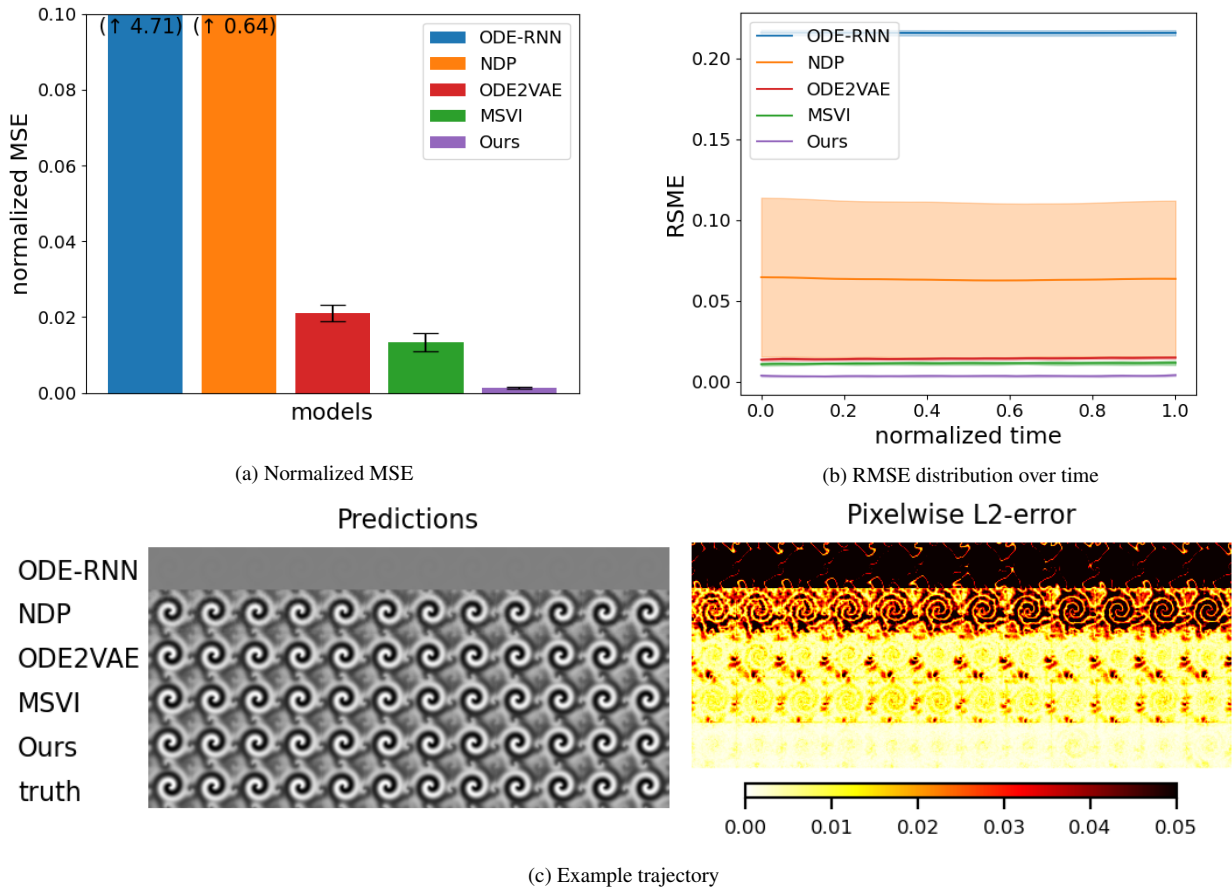 (↑ 4.71) (↑ 0.64)
0.10
0.08
0.06
0.04
0.02
0.00
normalized MSE
models
ODE-RNN
NDP
ODE2VAE
MSVI
Ours
(a) Normalized MSE
0.20
0.15
0.10
0.05
0.00
RSME
0.0 0.2 0.4 0.6 0.8 1.0
normalized time
ODE-RNN
NDP
ODE2VAE
MSVI
Ours
(b) RMSE distribution over time
Predictions
ODE-RNN
NDP
ODE2VAE
MSVI
Ours
truth
Pixelwise L2-error
0.00 0.01 0.02 0.03 0.04 0.05
(c) Example trajectory